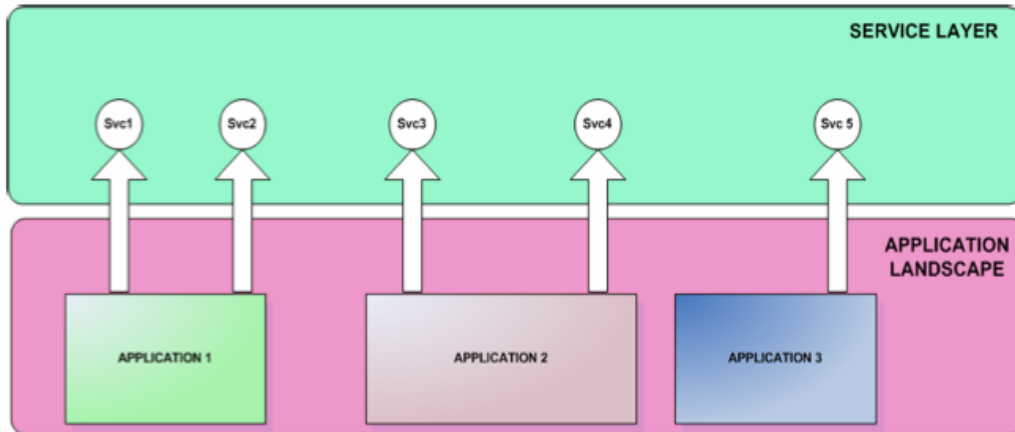 SERVICE LAYER
Svc1
Svc2
Svc3
Svc4
Svc 5
APPLICATION
LANDSCAPE
APPLICATION 1
APPLICATION 2
APPLICATION 3